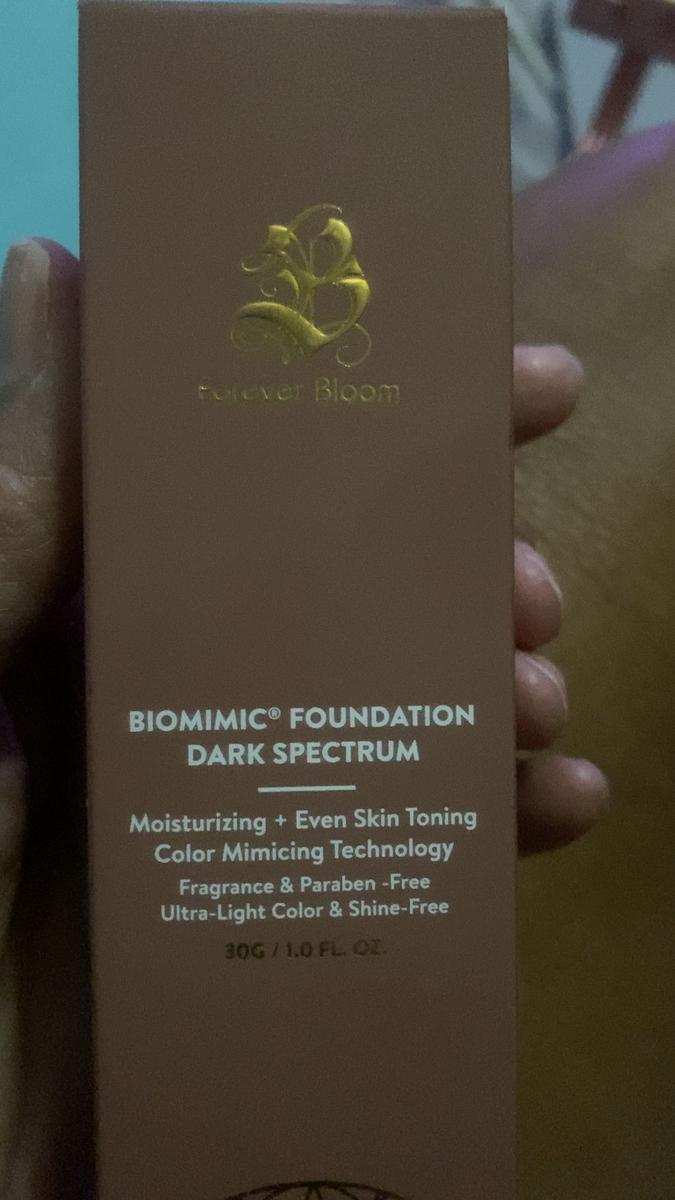 Forever Bloom
BIOMIMIC® FOUNDATION
DARK SPECTRUM
Moisturizing + Even Skin Toning
Color Mimicing Technology
Fragrance & Paraben -Free
Ultra-Light Color & Shine-Free
30G / 1.0 FL. OZ.